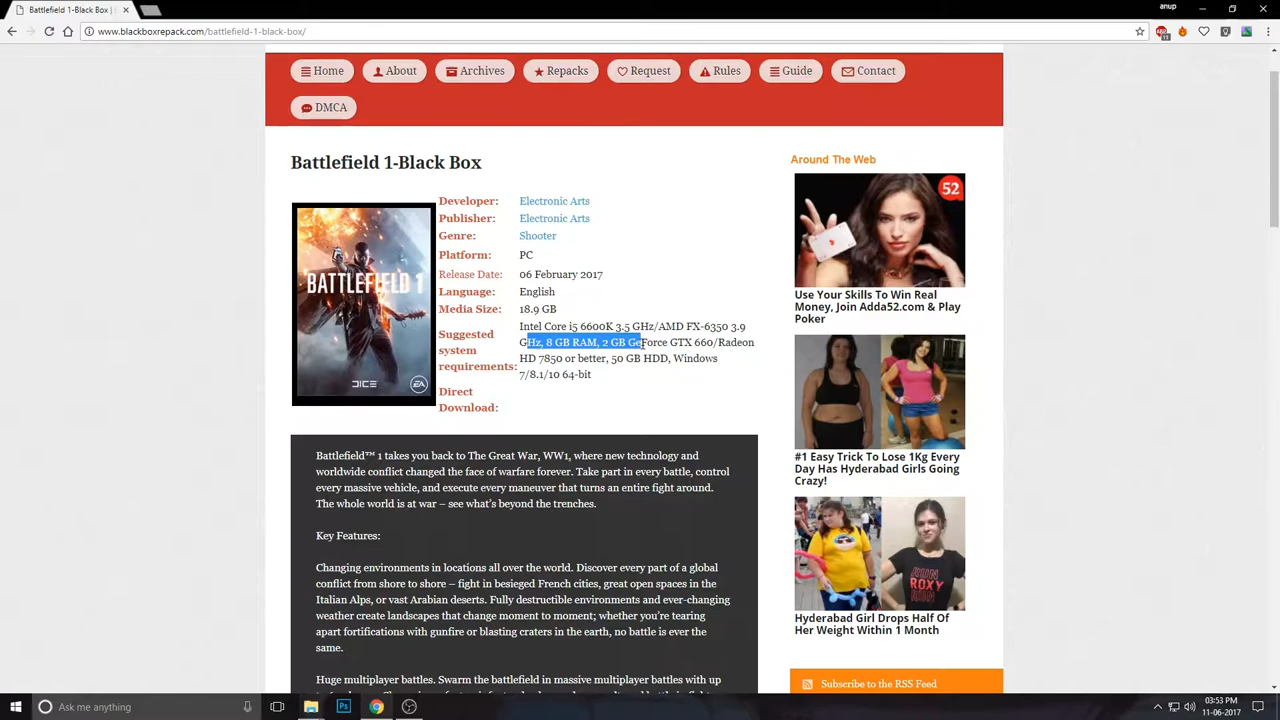 Battlefield 1-Black Box |
anup
www.blackboxrepack.com/battlefield-1-black-box/
Home
About
Archives
Repacks
Request
Rules
Guide
Contact
DMCA
Battlefield 1-Black Box
BATTLEFIELD 1
DICE
EA
Developer: Electronic Arts
Publisher: Electronic Arts
Genre: Shooter
Platform: PC
Release Date: 06 February 2017
Language: English
Media Size: 18.9 GB
Suggested
system
requirements:
Intel Core i5 6600K 3.5 GHz/AMD FX-6350 3.9
GHz, 8 GB RAM, 2 GB GeForce GTX 660/Radeon
HD 7850 or better, 50 GB HDD, Windows
7/8.1/10 64-bit
Direct
Download:
Battlefield™ 1 takes you back to The Great War, WW1, where new technology and
worldwide conflict changed the face of warfare forever. Take part in every battle, control
every massive vehicle, and execute every maneuver that turns an entire fight around.
The whole world is at war – see what's beyond the trenches.
Key Features:
Changing environments in locations all over the world. Discover every part of a global
conflict from shore to shore – fight in besieged French cities, great open spaces in the
Italian Alps, or vast Arabian deserts. Fully destructible environments and ever-changing
weather create landscapes that change moment to moment; whether you're tearing
apart fortifications with gunfire or blasting craters in the earth, no battle is ever the
same.
Huge multiplayer battles. Swarm the battlefield in massive multiplayer battles with up
Around The Web
52
Use Your Skills To Win Real
Money, Join Adda52.com & Play
Poker
#1 Easy Trick To Lose 1Kg Every
Day Has Hyderabad Girls Going
Crazy!
ROXY
Hyderabad Girl Drops Half Of
Her Weight Within 1 Month
Subscribe to the RSS Feed
Ask me anything
Ps
03:53 PM
11-06-2017